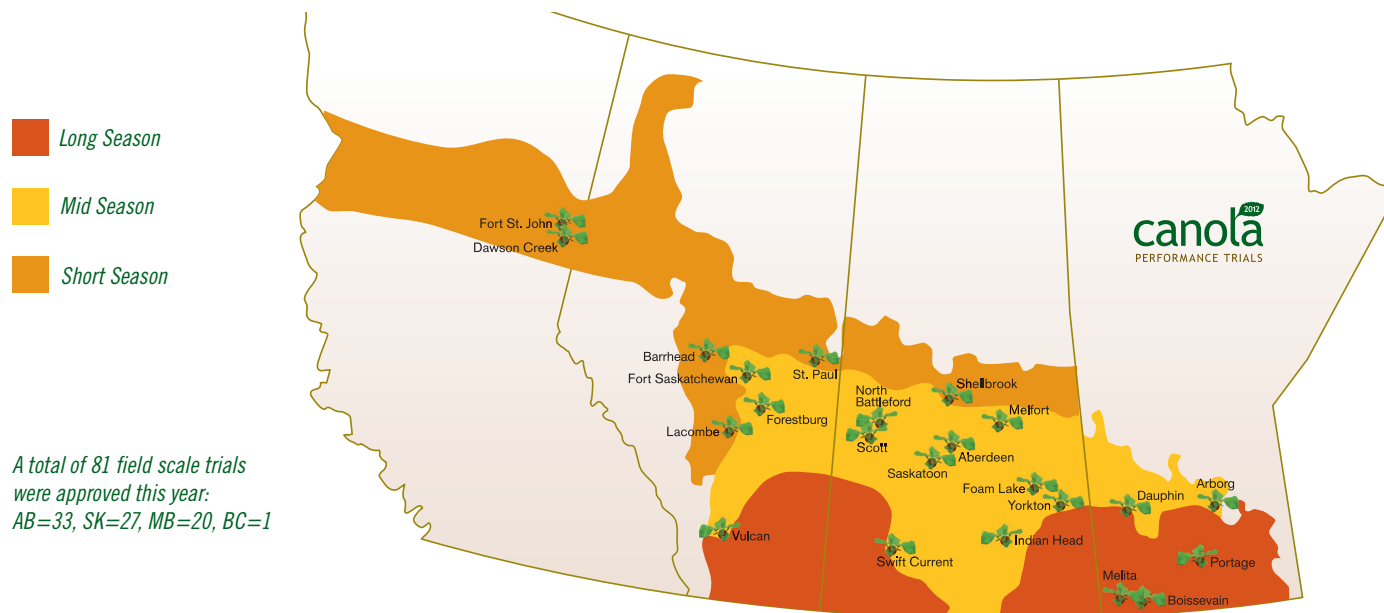 Long Season
Mid Season
Short Season
A total of 81 field scale trials
were approved this year:
AB=33, SK=27, MB=20, BC=1
2012
canola
PERFORMANCE TRIALS
Fort St. John
Dawson Creek
Barrhead
Fort Saskatchewan
St. Paul
Forestburg
Lacombe
Vulcan
North
Battleford
Scott
Shellbrook
Melfort
Aberdeen
Saskatoon
Foam Lake
Yorkton
Indian Head
Swift Current
Dauphin
Arborg
Portage
Melita
Boissevain